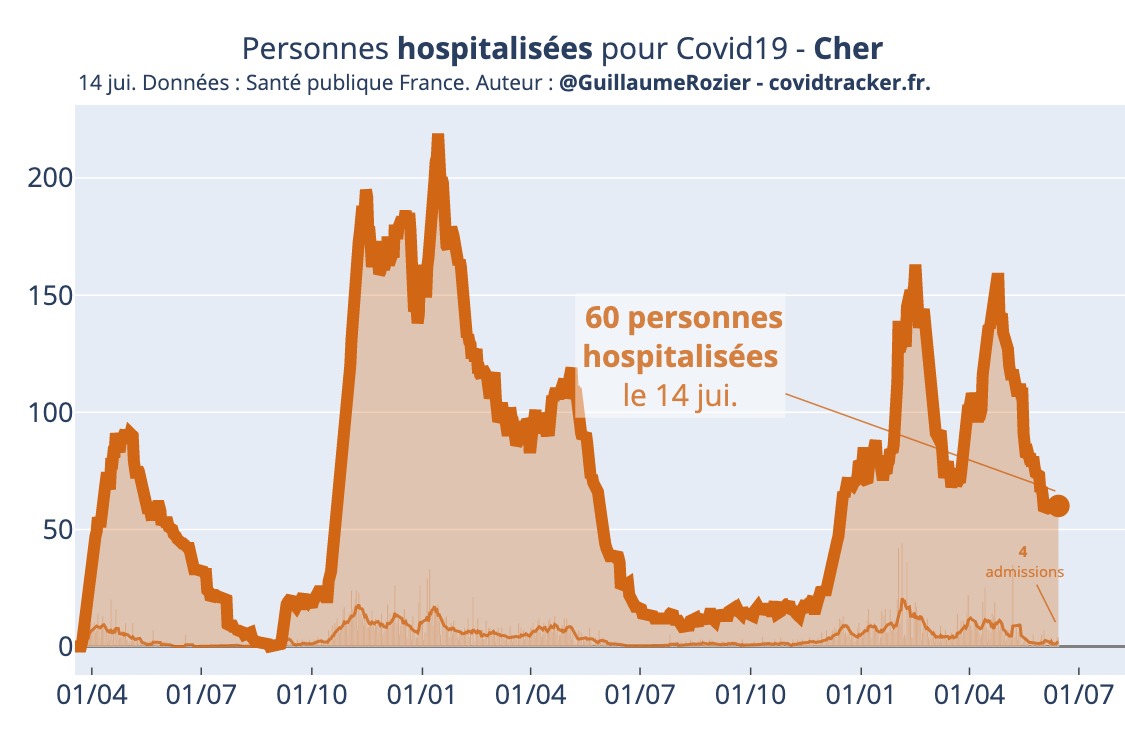 Personnes hospitalisées pour Covid19 - Cher
14 jui. Données : Santé publique France. Auteur : @GuillaumeRozier - covidtracker.fr.
200
150
100
50
0
60 personnes
hospitalisées
le 14 jui.
4
admissions
01/04 01/07 01/10 01/01 01/04 01/07 01/10 01/01 01/04 01/07